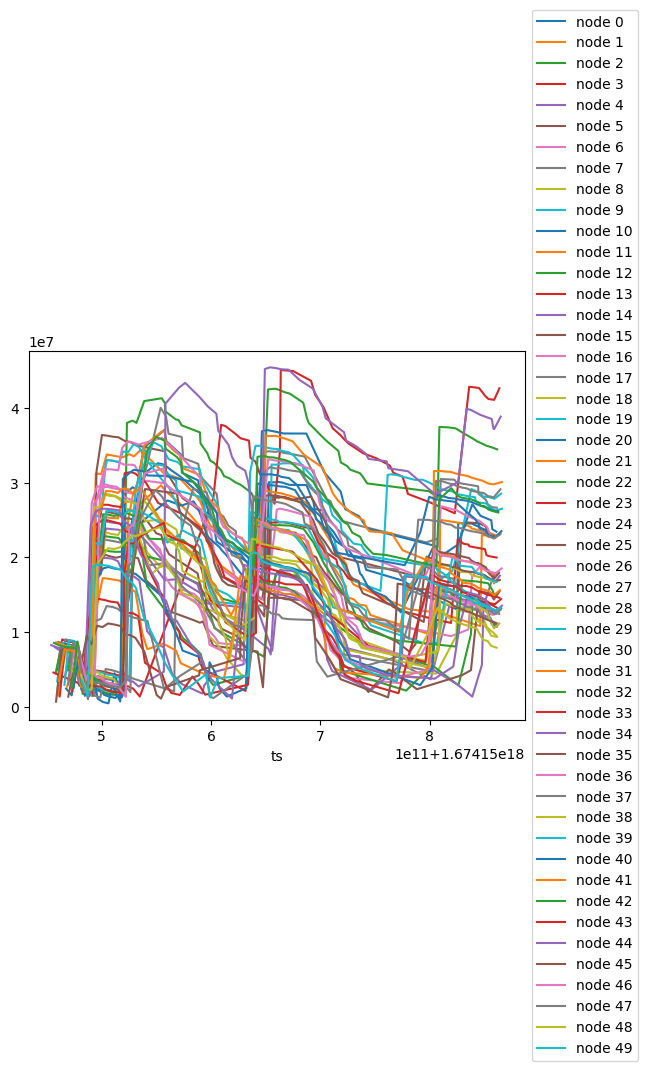 node 0
node 1
node 2
node 3
node 4
node 5
node 6
node 7
node 8
node 9
node 10
node 11
node 12
node 13
node 14
node 15
node 16
node 17
node 18
node 19
node 20
node 21
node 22
node 23
node 24
node 25
node 26
node 27
node 28
node 29
node 30
node 31
node 32
node 33
node 34
node 35
node 36
node 37
node 38
node 39
node 40
node 41
node 42
node 43
node 44
node 45
node 46
node 47
node 48
node 49
1e7
4
3
2
1
0
5 6 7 8
ts
1e11+1.67415e18